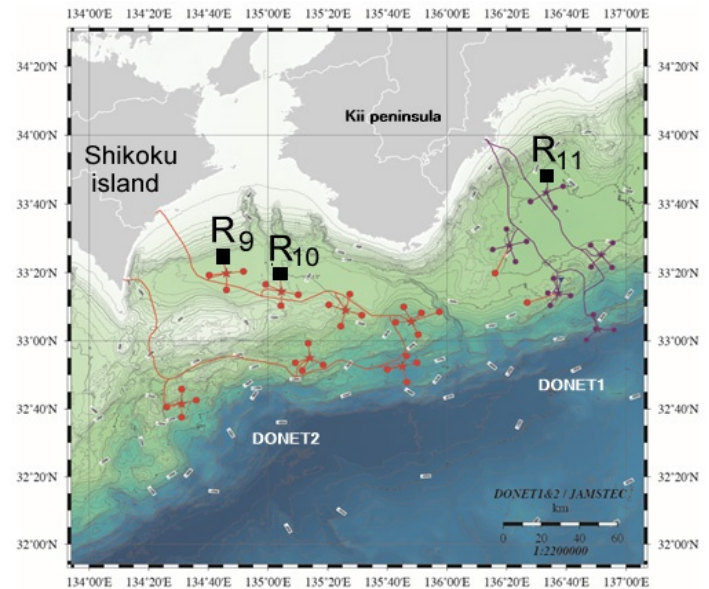 134°00' 134°20' 134°40' 135°00' 135°20' 135°40' 136°00' 136°20' 136°40' 137°00'
34°20' 34°20'
Kii peninsula
34°00' 34°00'
Shikoku
island
R11
33°40' 33°40'
R9
R10
33°20' 33°20'
33°00' 33°00'
DONET1
32°40' 32°40'
DONET2
32°20' 32°20'
DONET1&2 / JAMSTEC
km
0 20 40 60
32°00' 32°00'
1:2200000
134°00' 134°20' 134°40' 135°00' 135°20' 135°40' 136°00' 136°20' 136°40' 137°00'